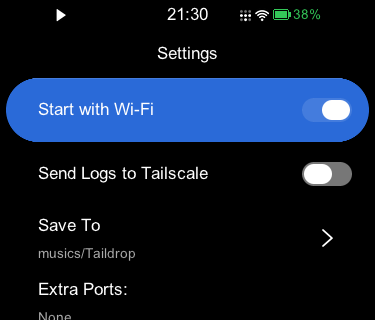 21:30
38%
Settings
Start with Wi-Fi
Send Logs to Tailscale
Save To
musics/Taildrop
Extra Ports:
None